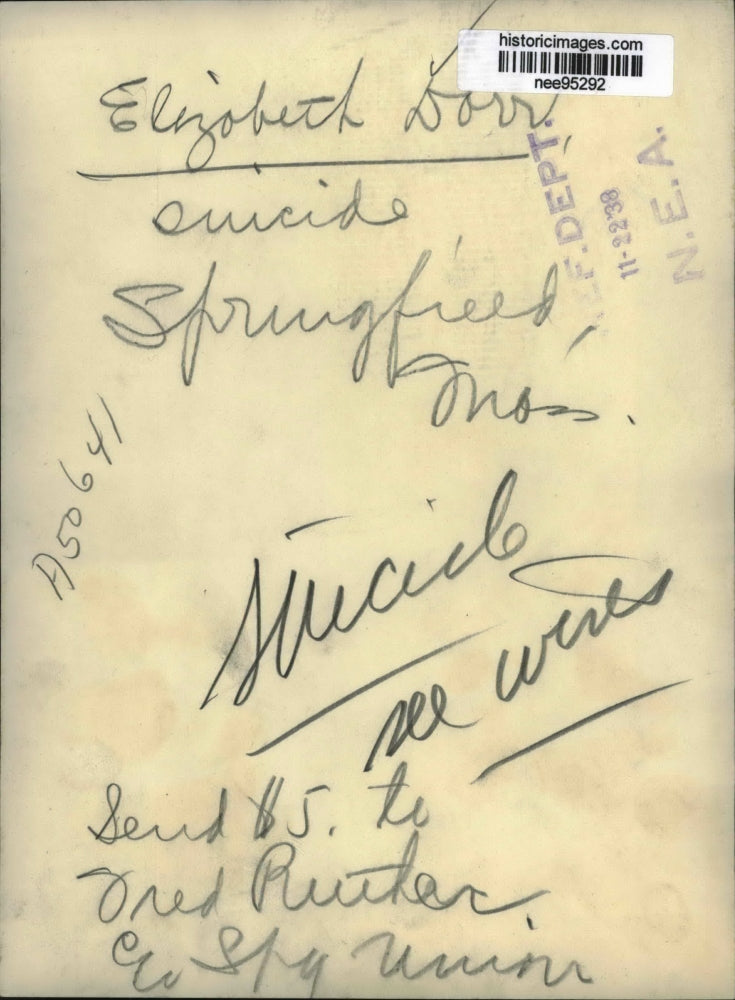 historicimages.com
nee95292
Elizabeth Dorr,
suicide
Springfield,
Mass.
REF. DEPT.
11-22-38
N.E.A.
A50641
Suicide
see wires
Send $5. to
Fred
c/o Spg Union